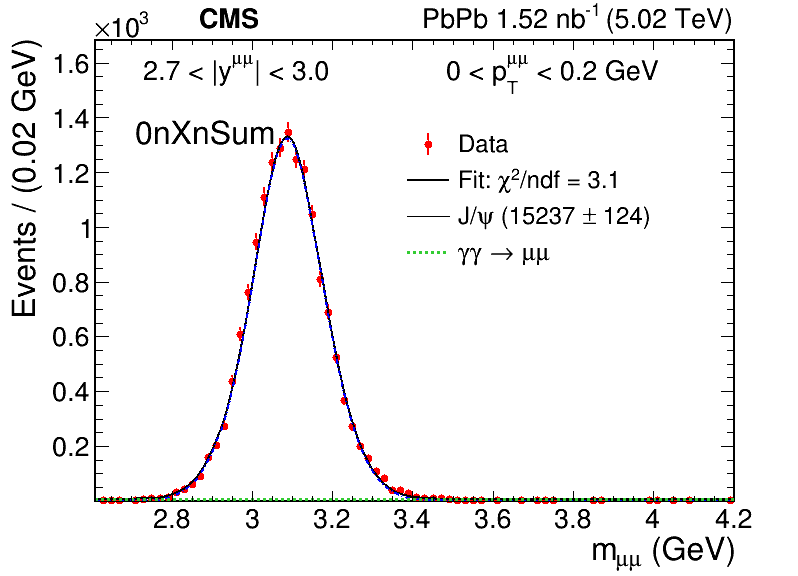 CMS
PbPb 1.52 nb⁻¹ (5.02 TeV)
×10³
2.7 < |y^μμ| < 3.0
0 < p_T^μμ < 0.2 GeV
0nXnSum
Data
Fit: χ²/ndf = 3.1
J/ψ (15237 ± 124)
γγ → μμ
Events / (0.02 GeV)
1.6
1.4
1.2
1
0.8
0.6
0.4
0.2
2.8 3 3.2 3.4 3.6 3.8 4 4.2
m_μμ (GeV)